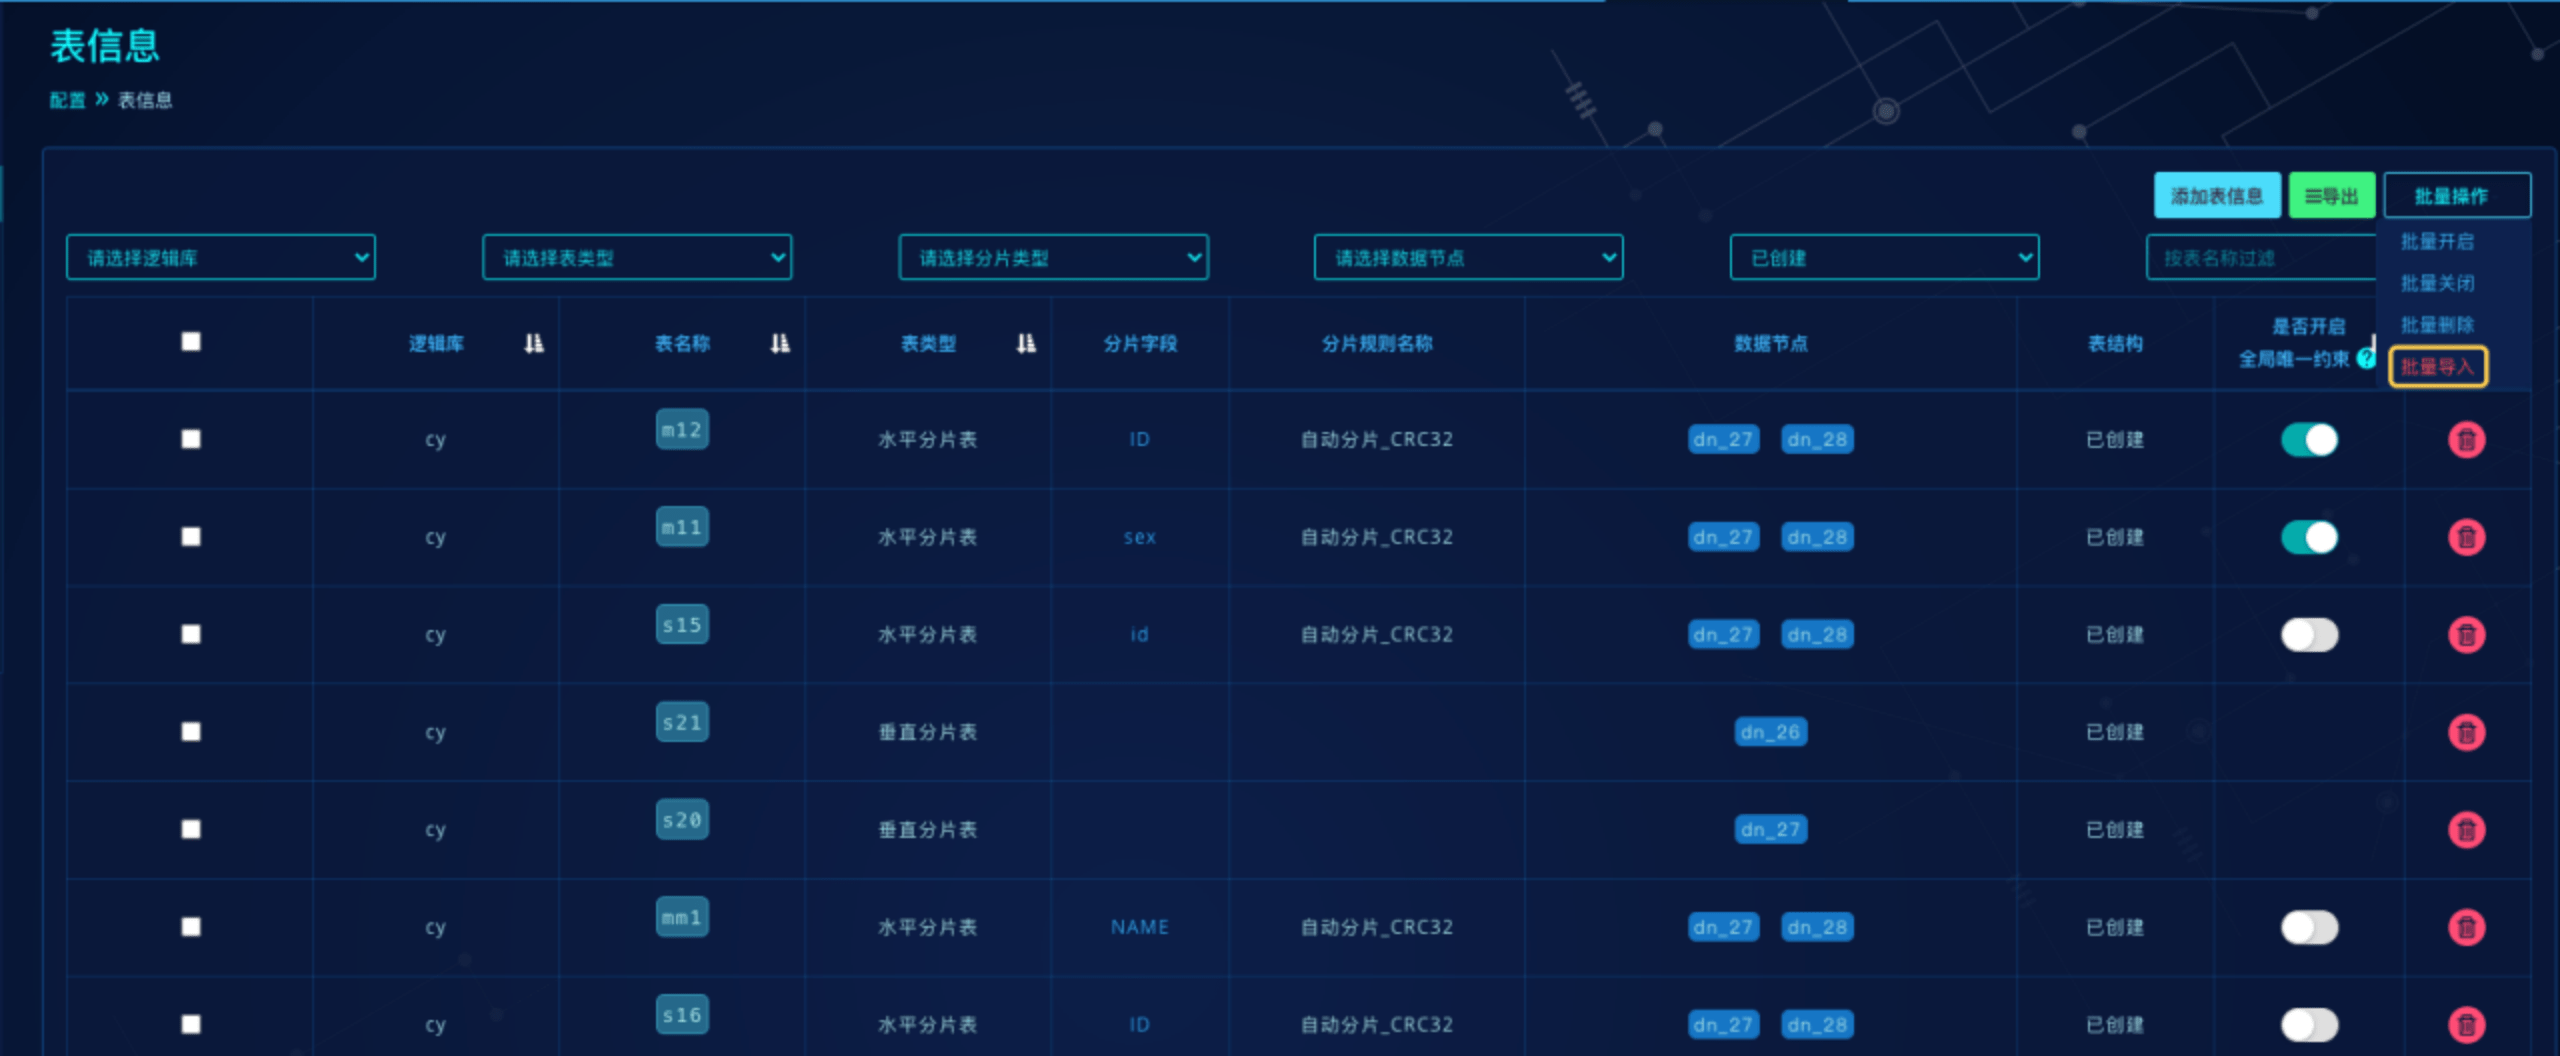 表信息
配置 » 表信息
添加表信息 导出 批量操作
批量开启
批量关闭
批量删除
批量导入
请选择逻辑库 请选择表类型 请选择分片类型 请选择数据节点 已创建 按表名称过滤
逻辑库 表名称 表类型 分片字段 分片规则名称 数据节点 表结构 是否开启
全局唯一约束 ?
cy m12 水平分片表 ID 自动分片_CRC32 dn_27 dn_28 已创建
cy m11 水平分片表 sex 自动分片_CRC32 dn_27 dn_28 已创建
cy s15 水平分片表 id 自动分片_CRC32 dn_27 dn_28 已创建
cy s21 垂直分片表 dn_26 已创建
cy s20 垂直分片表 dn_27 已创建
cy mm1 水平分片表 NAME 自动分片_CRC32 dn_27 dn_28 已创建
cy s16 水平分片表 ID 自动分片_CRC32 dn_27 dn_28 已创建